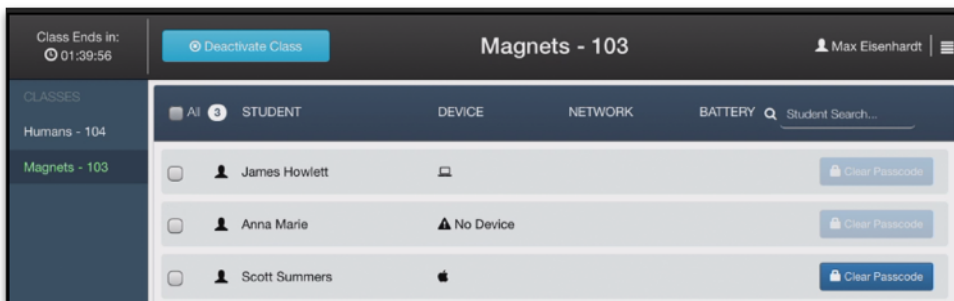 Class Ends in:
01:39:56
Deactivate Class
Magnets - 103
Max Eisenhardt
CLASSES
Humans - 104
Magnets - 103
All 3 STUDENT DEVICE NETWORK BATTERY Student Search...
James Howlett Clear Passcode
Anna Marie No Device Clear Passcode
Scott Summers Clear Passcode